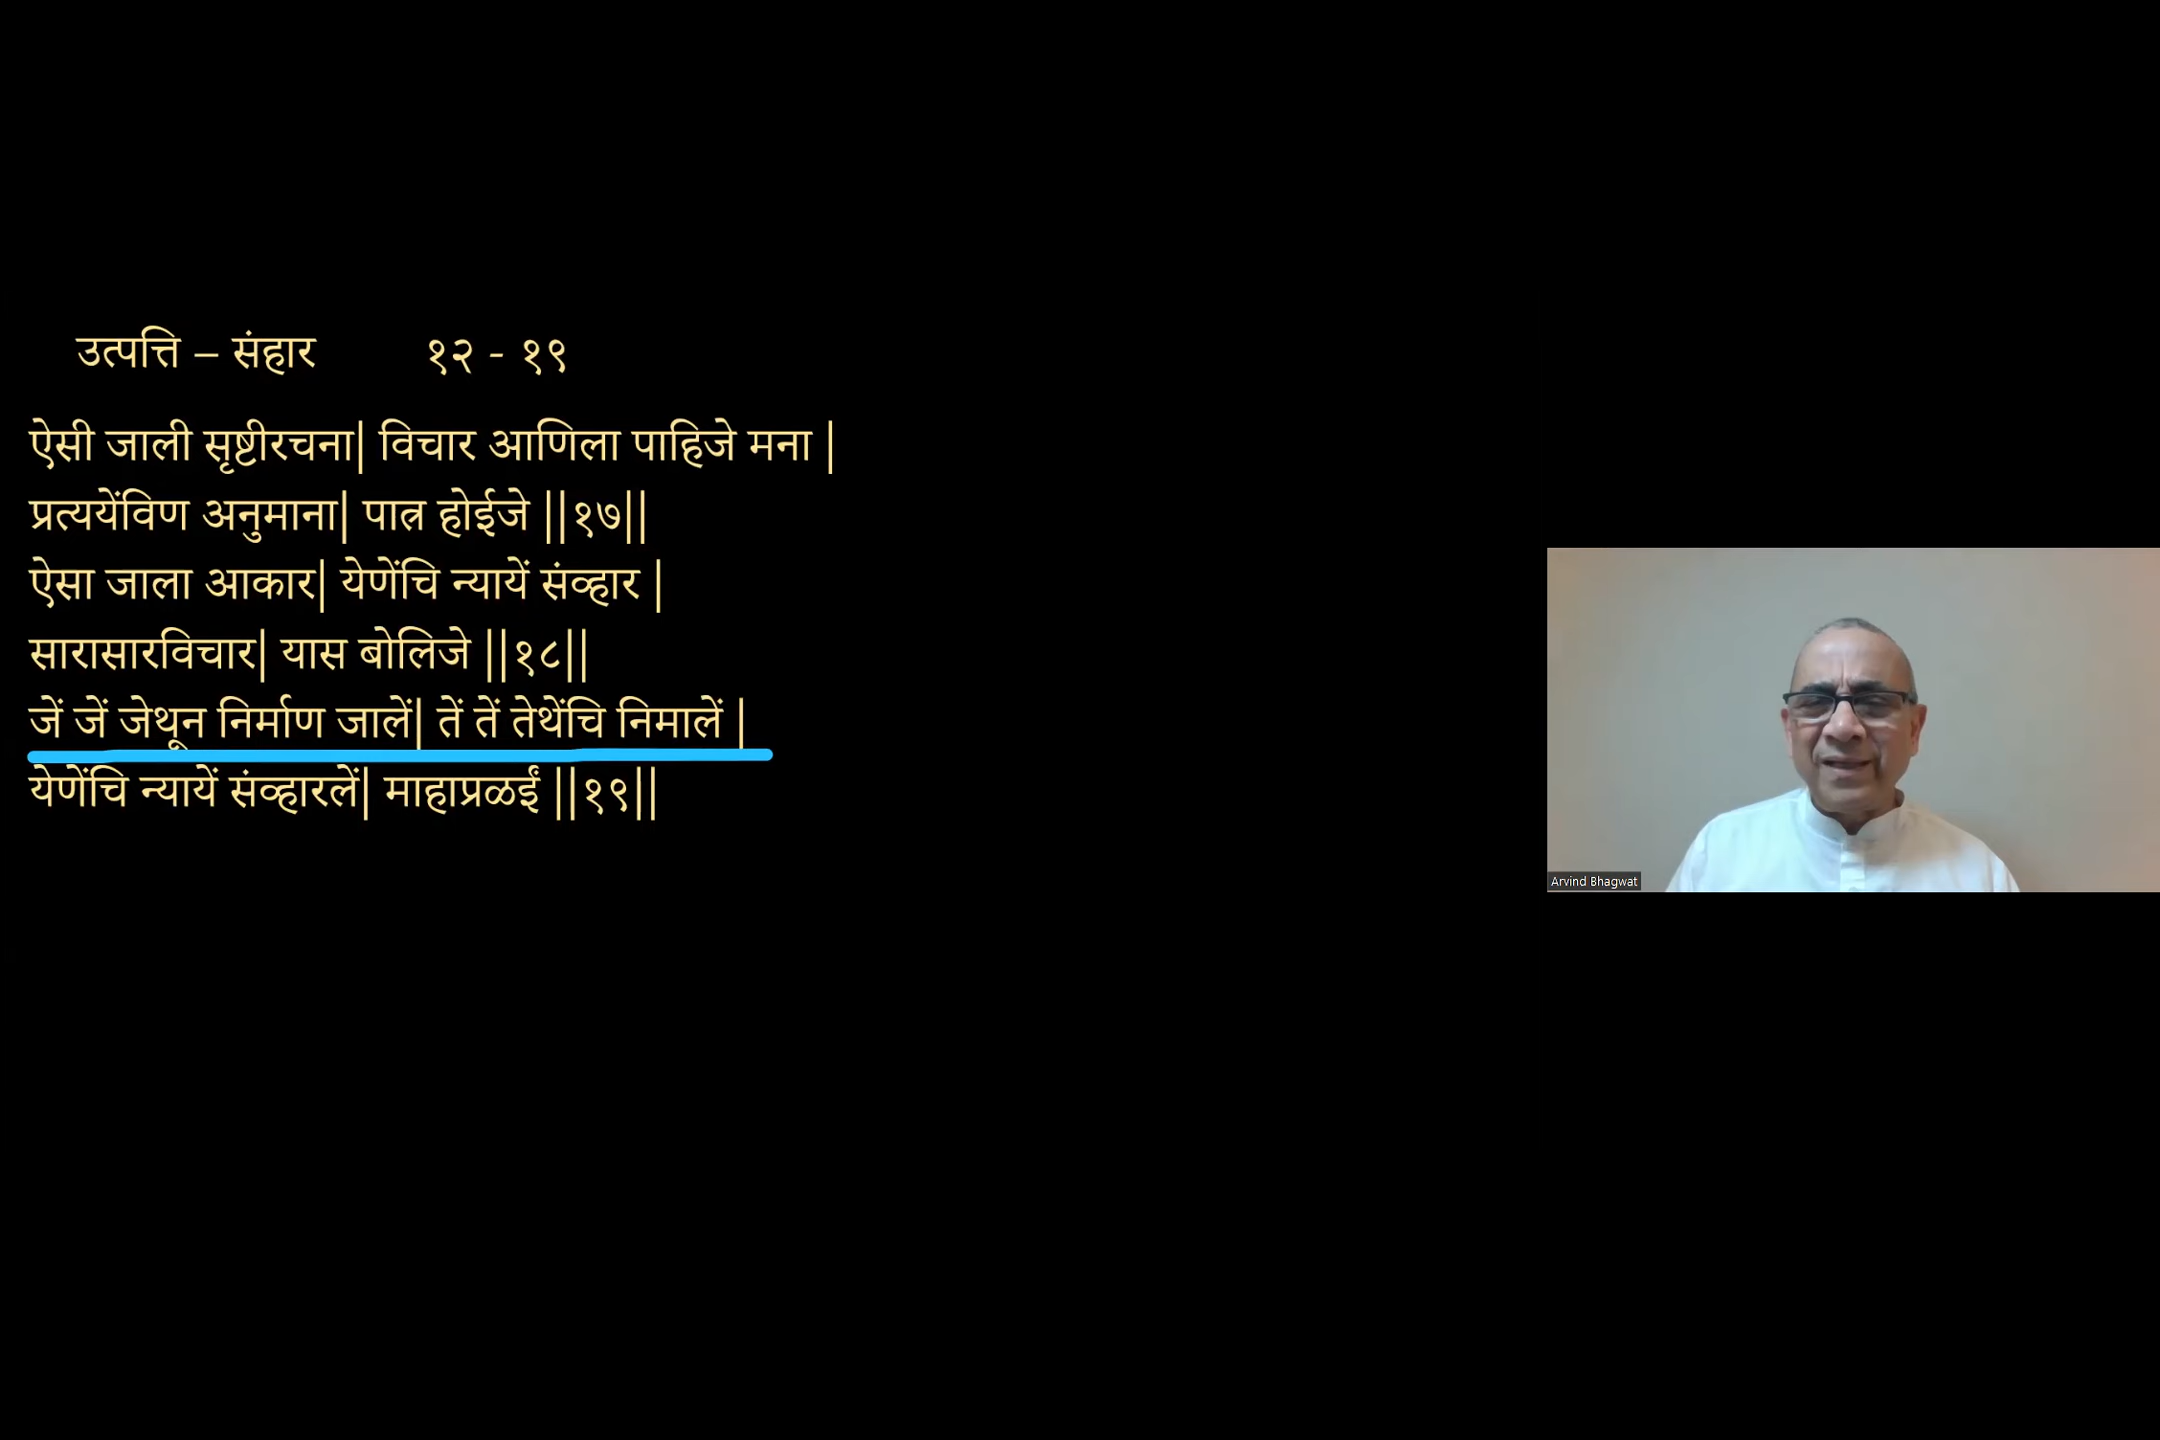 उत्पत्ति – संहार १२ - १९
ऐसी जाली सृष्टीरचना| विचार आणिला पाहिजे मना |
प्रत्ययेंविण अनुमाना| पात्र होईजे ||१७||
ऐसा जाला आकार| येणेंचि न्यायें संव्हार |
सारासारविचार| यास बोलिजे ||१८||
जें जें जेथून निर्माण जालें| तें तें तेथेंचि निमालें |
येणेंचि न्यायें संव्हारलें| माहाप्रळईं ||१९||
Arvind Bhagwat